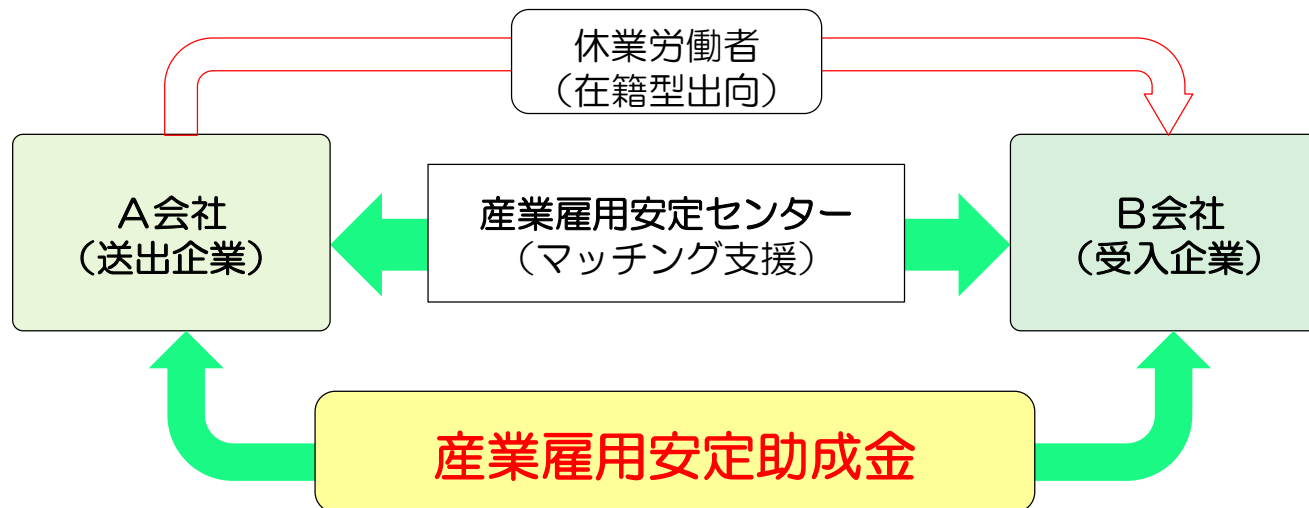 休業労働者
（在籍型出向）
A会社
（送出企業）
産業雇用安定センター
（マッチング支援）
B会社
（受入企業）
産業雇用安定助成金